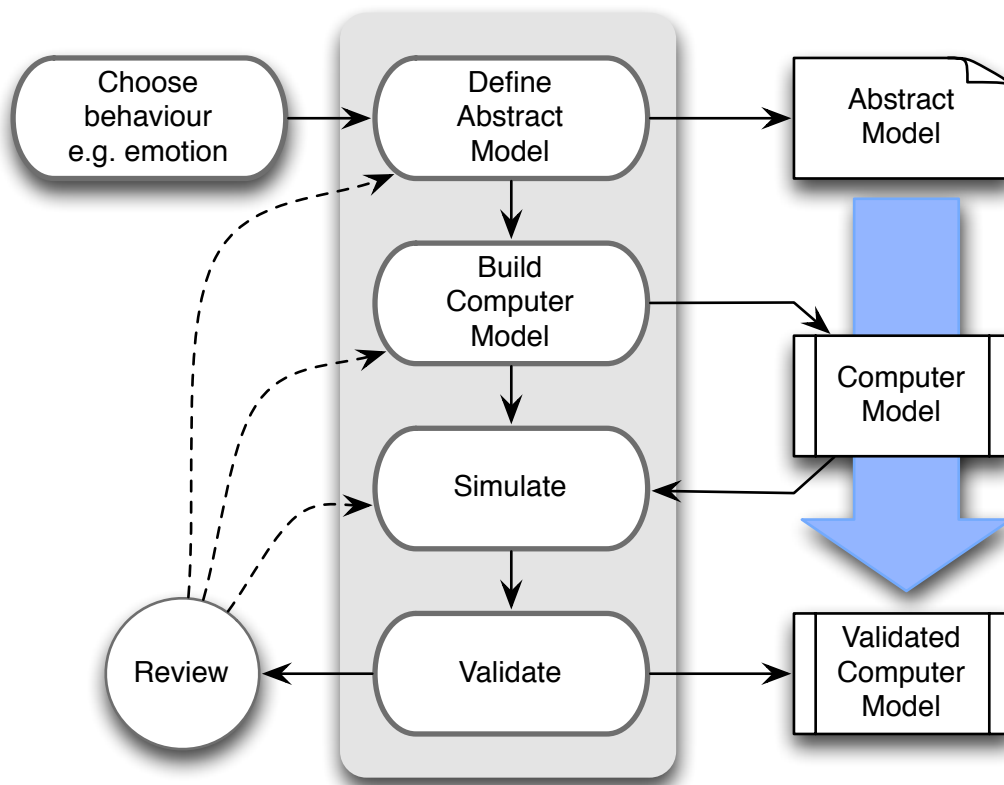 Choose
behaviour
e.g. emotion
Define
Abstract
Model
Abstract
Model
Build
Computer
Model
Computer
Model
Simulate
Review
Validate
Validated
Computer
Model